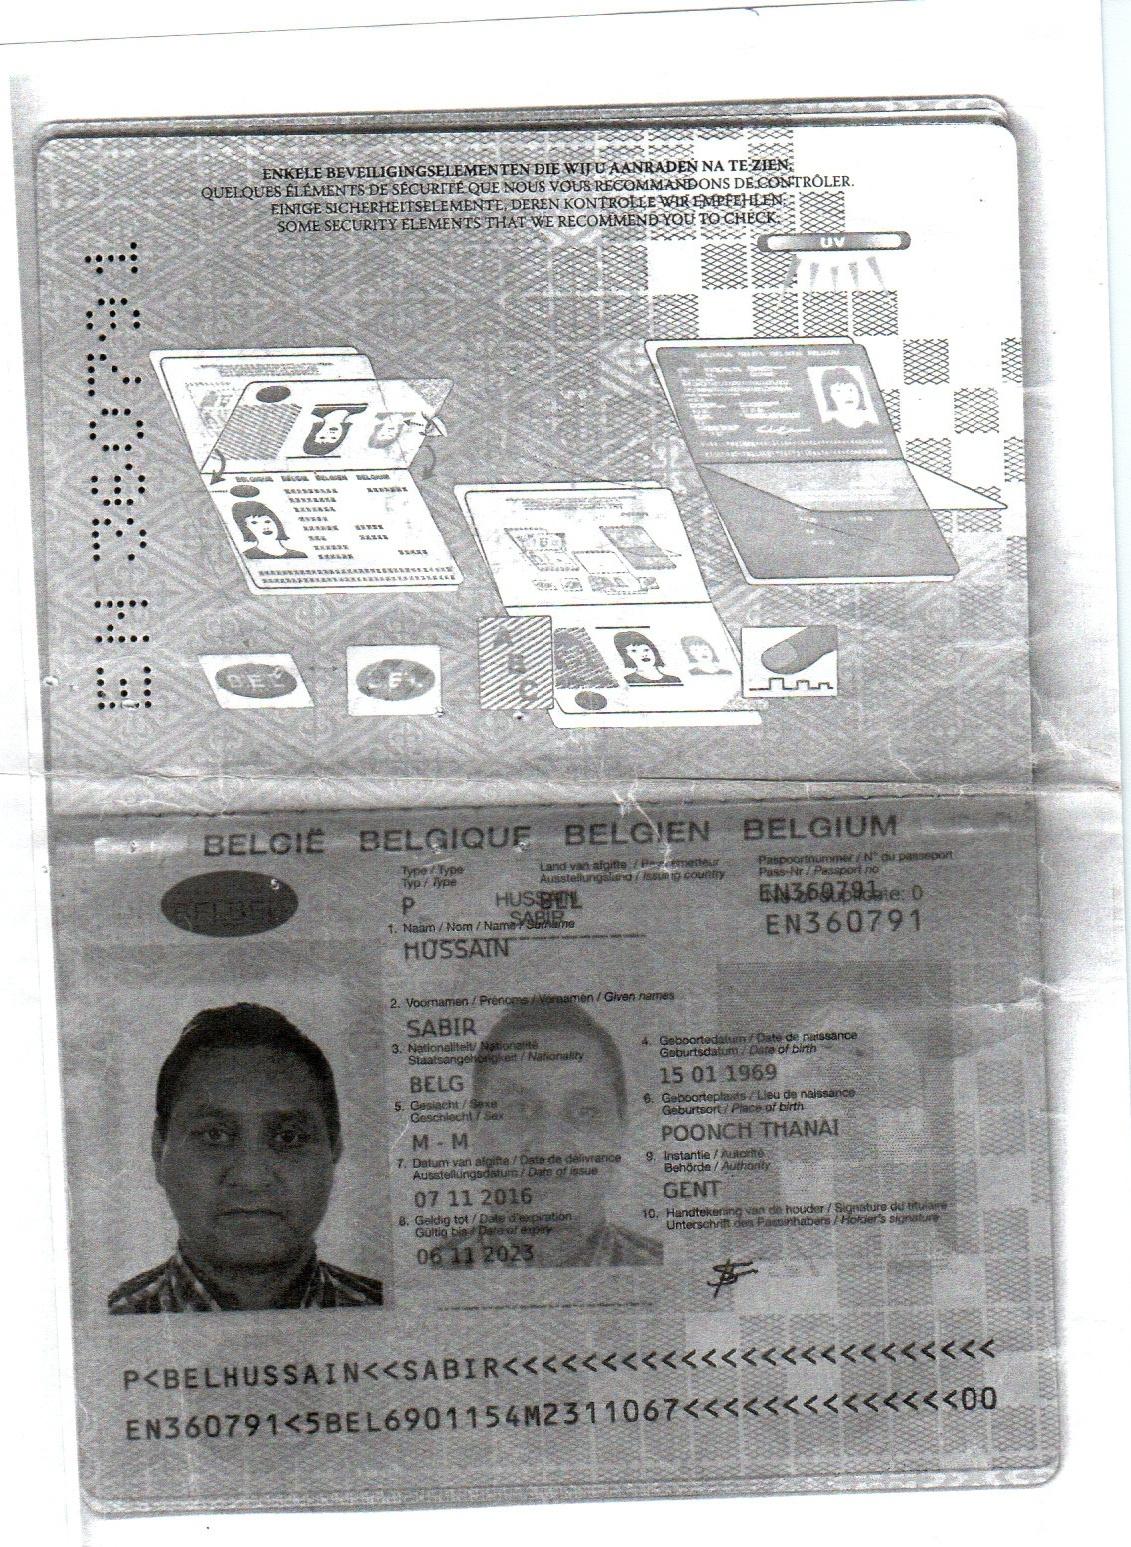 ENKELE BEVEILIGINGSELEMENTEN DIE WIJ U AANRADEN NA TE ZIEN.
QUELQUES ÉLÉMENTS DE SÉCURITÉ QUE NOUS VOUS RECOMMANDONS DE CONTRÔLER.
EINIGE SICHERHEITSELEMENTE, DEREN KONTROLLE WIR EMPFEHLEN.
SOME SECURITY ELEMENTS THAT WE RECOMMEND YOU TO CHECK.
UV
EN 360791
ABC
BELGIË BELGIQUE BELGIEN BELGIUM
Type / Type
Typ / Type
Land van afgifte /
Ausstellungsland / Issuing country
Paspoortnummer / N° du passeport
Pass-Nr / Passport no
P
HUSSAIN
BEL
SABIR
EN360791
EN360791
1. Naam / Nom / Name / Surname
HUSSAIN
2. Voornamen / Prénoms / Vornamen / Given names
SABIR
3. Nationaliteit / Nationalité
Staatsangehörigkeit / Nationality
BELG
4. Geboortedatum / Date de naissance
Geburtsdatum / Date of birth
15 01 1969
5. Geslacht / Sexe
Geschlecht / Sex
M - M
6. Geboorteplaats / Lieu de naissance
Geburtsort / Place of birth
POONCH THANAI
7. Datum van afgifte / Date de délivrance
Ausstellungsdatum / Date of issue
07 11 2016
8. Geldig tot / Date d'expiration
Gültig bis / Date of expiry
06 11 2023
9. Instantie / Autorité
Behörde / Authority
GENT
10. Handtekening van de houder / Signature du titulaire
Unterschrift des Passinhabers / Holder's signature
P<BELHUSSAIN<<SABIR<<<<<<<<<<<<<<<<<<<<<<<<<
EN360791<5BEL6901154M2311067<<<<<<<<<<<<<<00